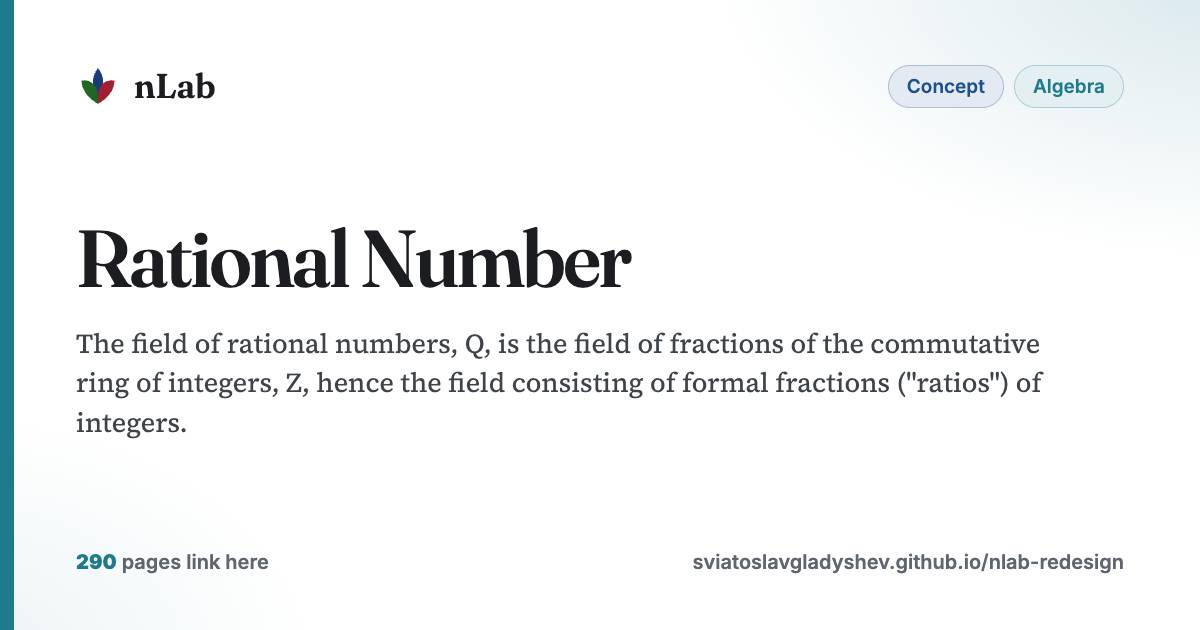 nLab
Concept
Algebra
Rational Number
The field of rational numbers, Q, is the field of fractions of the commutative
ring of integers, Z, hence the field consisting of formal fractions ("ratios") of
integers.
290 pages link here
sviatoslavgladyshev.github.io/nlab-redesign